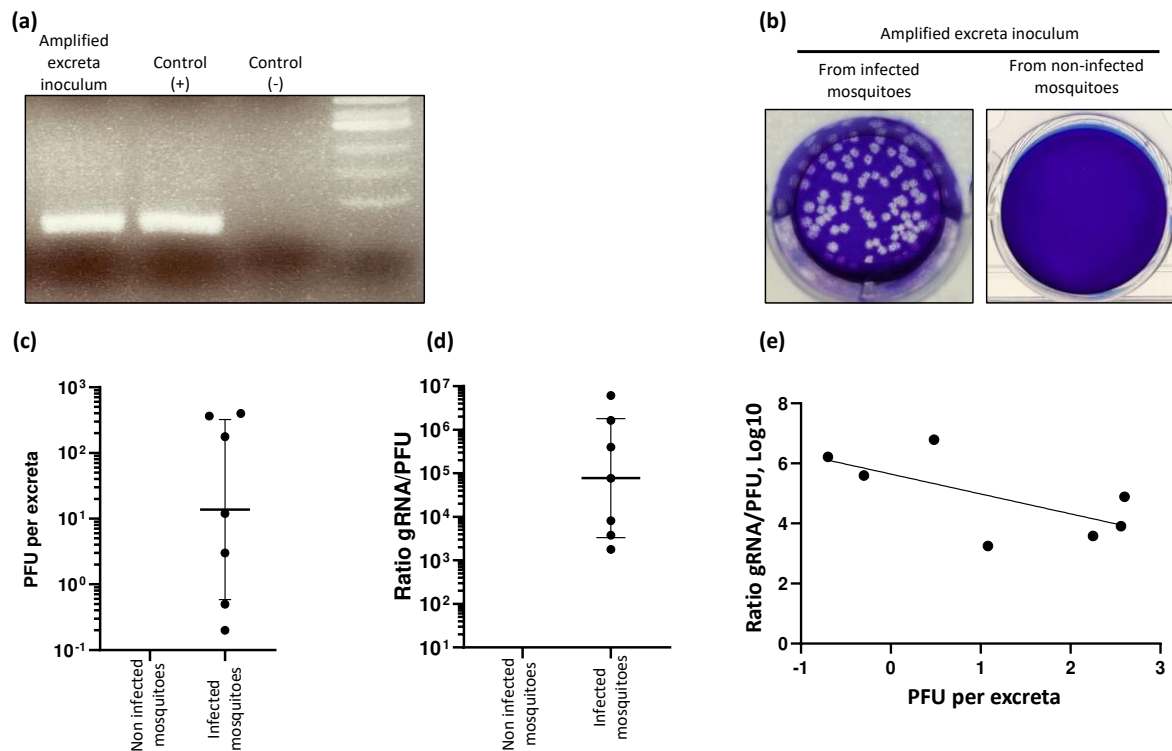 (a)
Amplified
excreta
inoculum
Control
(+)
Control
(-)
(b)
Amplified excreta inoculum
From infected
mosquitoes
From non-infected
mosquitoes
(c)
PFU per excreta
10³
10²
10¹
10⁰
10⁻¹
Non infected
mosquitoes
Infected
mosquitoes
(d)
Ratio gRNA/PFU
10⁷
10⁶
10⁵
10⁴
10³
10²
10¹
Non infected
mosquitoes
Infected
mosquitoes
(e)
Ratio gRNA/PFU, Log10
8
6
4
2
0
-1 0 1 2 3
PFU per excreta